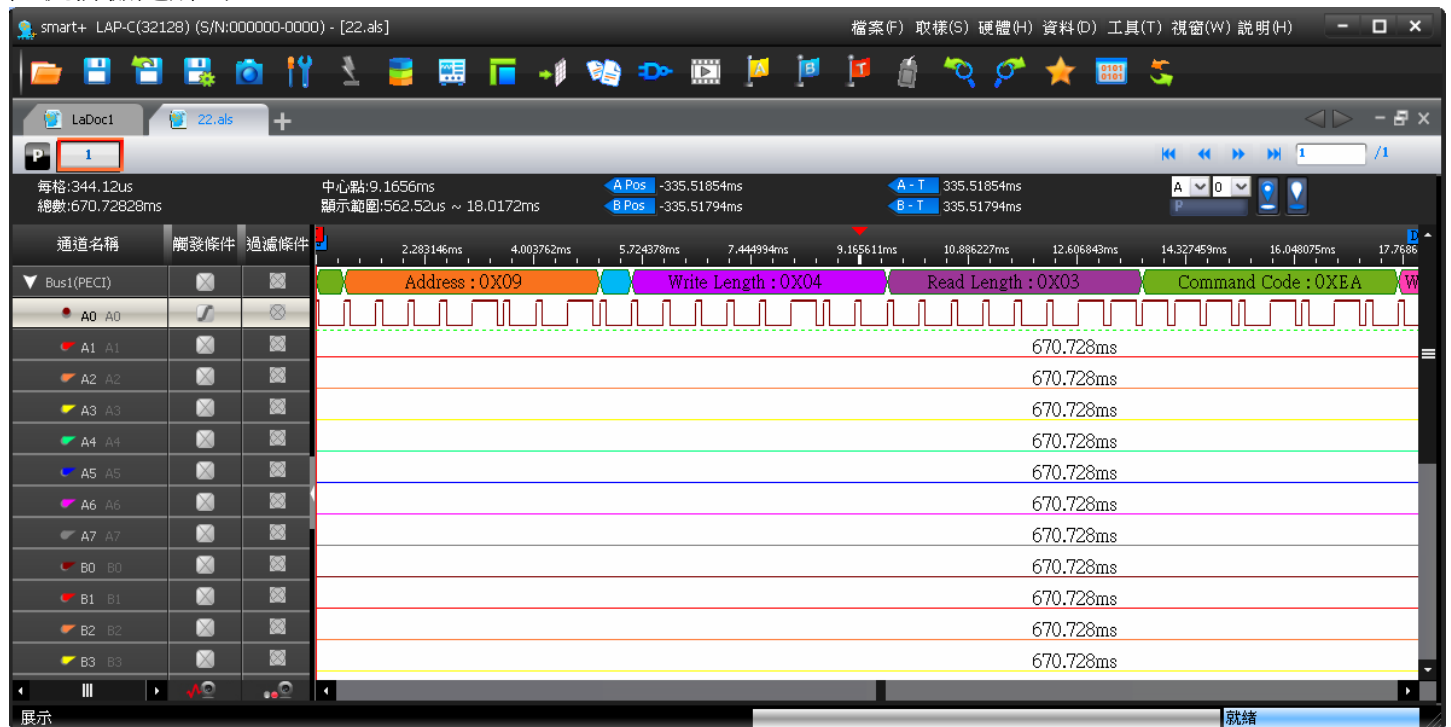 smart+ LAP-C(32128) (S/N:000000-0000) - [22.als] 檔案(F) 取樣(S) 硬體(H) 資料(D) 工具(T) 視窗(W) 説明(H)
LaDoc1 22.als
P 1 1 /1
每格:344.12us 中心點:9.1656ms A Pos -335.51854ms A - T 335.51854ms A 0
總數:670.72828ms 顯示範圍:562.52us ~ 18.0172ms B Pos -335.51794ms B - T 335.51794ms P
通道名稱 觸發條件 過濾條件 2.283146ms 4.003762ms 5.724378ms 7.444994ms 9.165611ms 10.886227ms 12.606843ms 14.327459ms 16.048075ms 17.7686
Bus1(PECI) Address : 0X09 Write Length : 0X04 Read Length : 0X03 Command Code : 0XEA W
A0 A0
A1 A1 670.728ms
A2 A2 670.728ms
A3 A3 670.728ms
A4 A4 670.728ms
A5 A5 670.728ms
A6 A6 670.728ms
A7 A7 670.728ms
B0 B0 670.728ms
B1 B1 670.728ms
B2 B2 670.728ms
B3 B3 670.728ms
展示 就緒